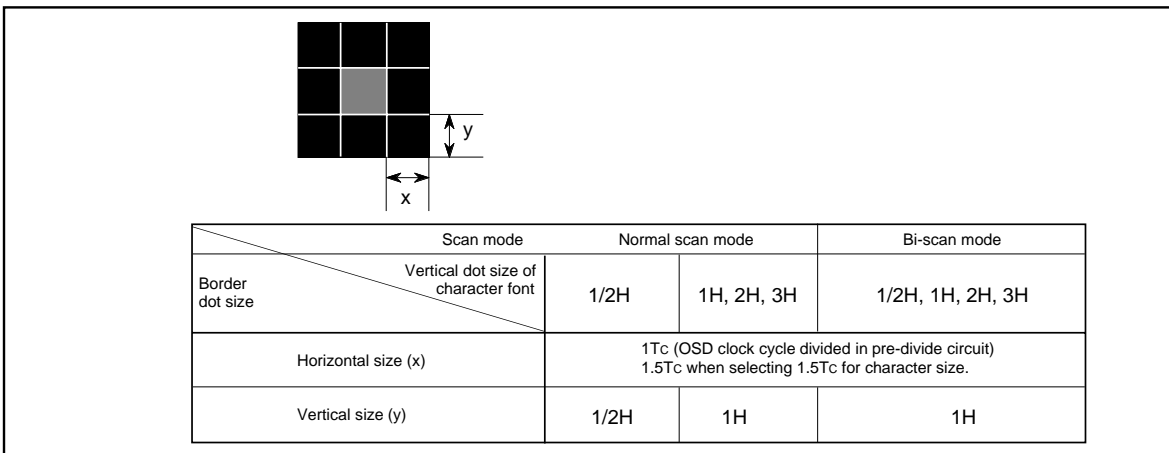 y
x
Scan mode Normal scan mode Bi-scan mode
Border dot size
Vertical dot size of character font
1/2H 1H, 2H, 3H 1/2H, 1H, 2H, 3H
Horizontal size (x)
1TC (OSD clock cycle divided in pre-divide circuit)
1.5TC when selecting 1.5TC for character size.
Vertical size (y) 1/2H 1H 1H